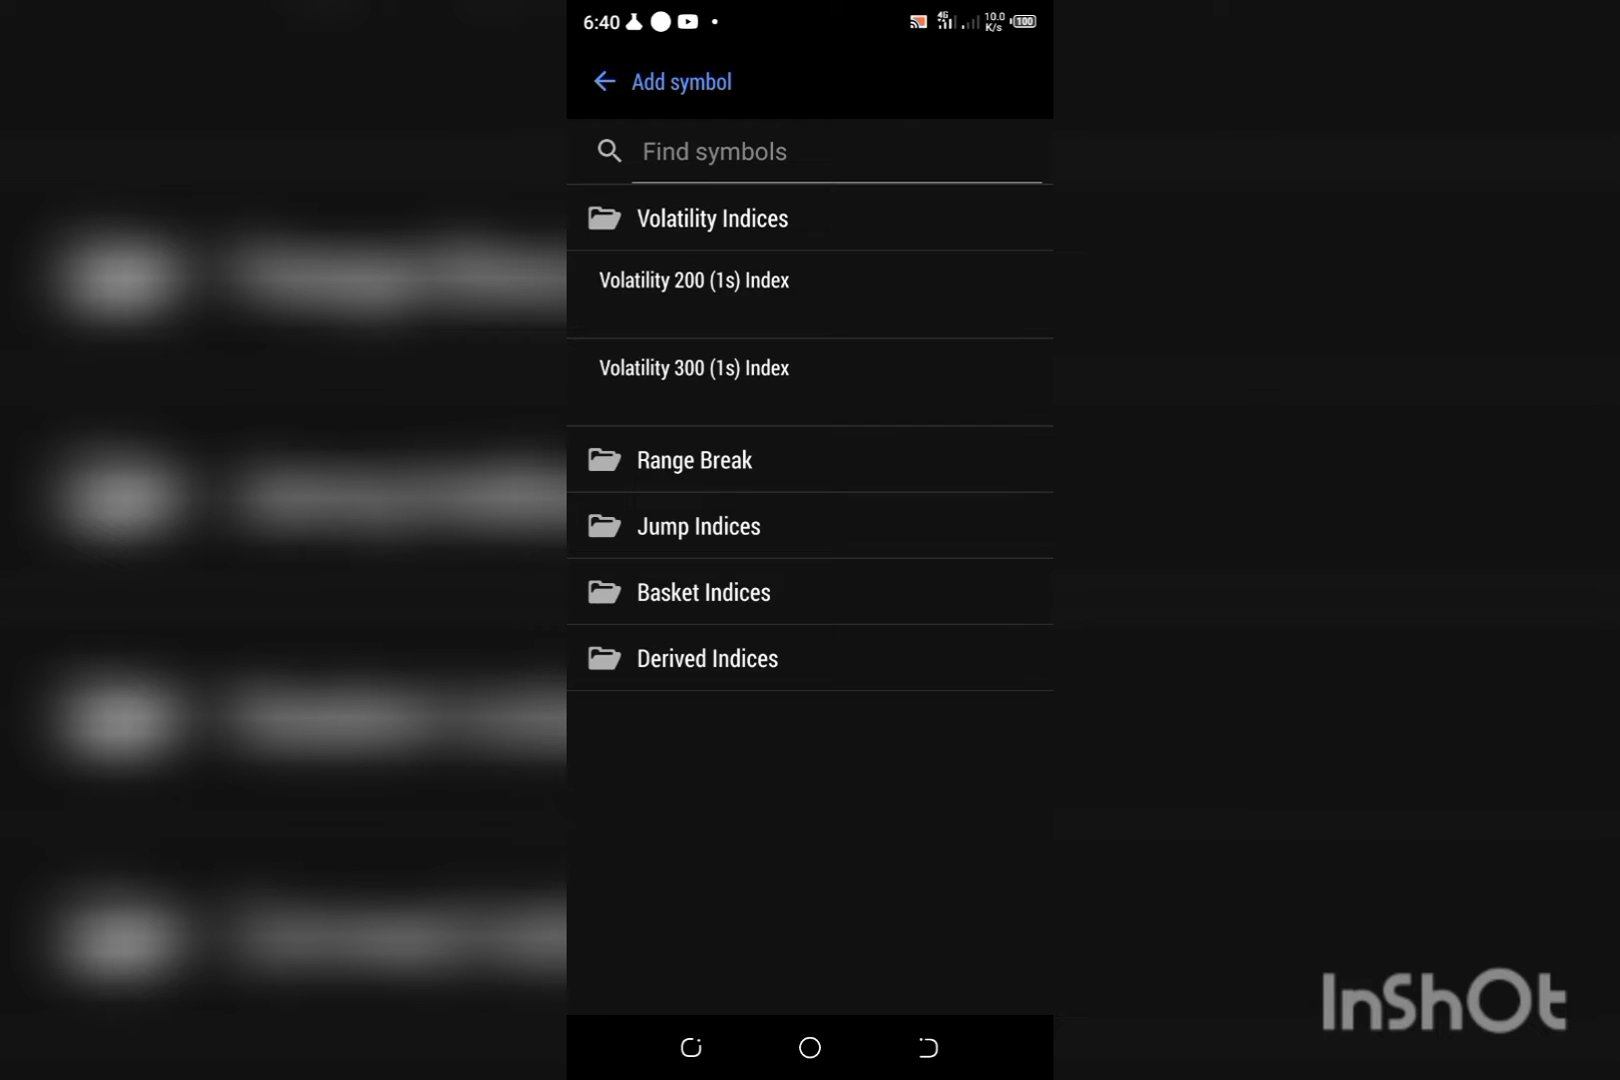 6:40
4G
10.0
K/s
100
Add symbol
Find symbols
Volatility Indices
Volatility 200 (1s) Index
Volatility 300 (1s) Index
Range Break
Jump Indices
Basket Indices
Derived Indices
InShOt